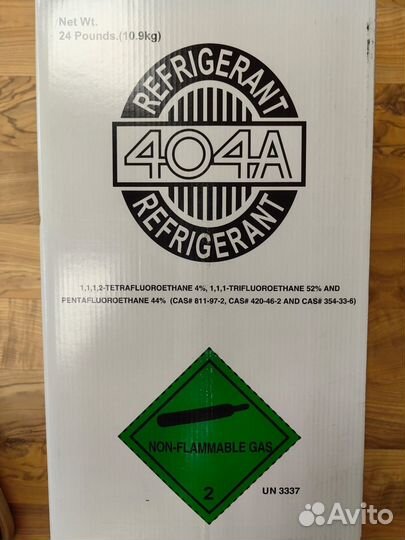 Net Wt.
24 Pounds.(10.9kg)
REFRIGERANT
404A
REFRIGERANT
1,1,1,2-TETRAFLUOROETHANE 4%, 1,1,1-TRIFLUOROETHANE 52% AND
PENTAFLUOROETHANE 44% (CAS# 811-97-2, CAS# 420-46-2 AND CAS# 354-33-6)
NON-FLAMMABLE GAS
2
UN 3337
Avito